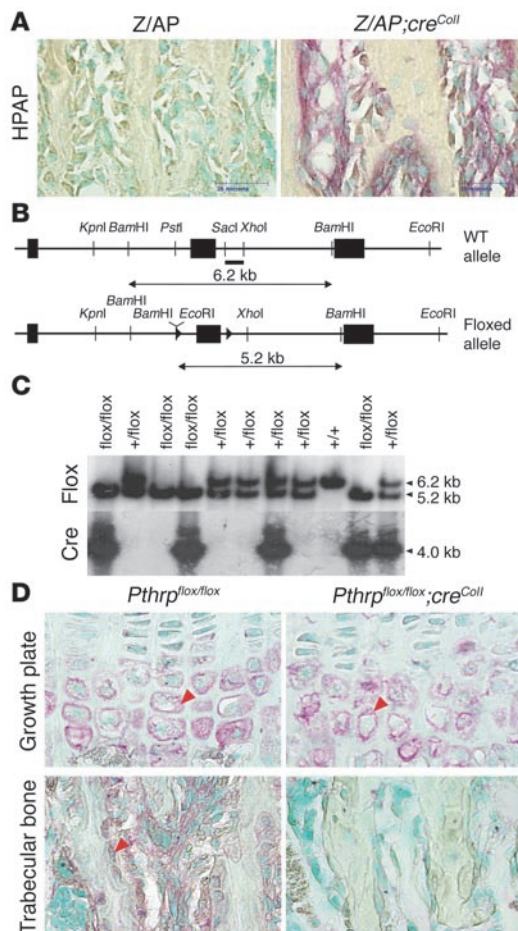 A
Z/AP
Z/AP;cre^ColI
HPAP
B
KpnI BamHI PstI SacI XhoI BamHI EcoRI
WT allele
6.2 kb
BamHI
KpnI BamHI EcoRI XhoI BamHI EcoRI
Floxed allele
5.2 kb
C
flox/flox +/flox flox/flox flox/flox +/flox +/flox +/flox +/flox +/+ flox/flox +/flox
Flox
6.2 kb
5.2 kb
Cre
4.0 kb
D
Pthrp^flox/flox
Pthrp^flox/flox;cre^ColI
Growth plate
Trabecular bone